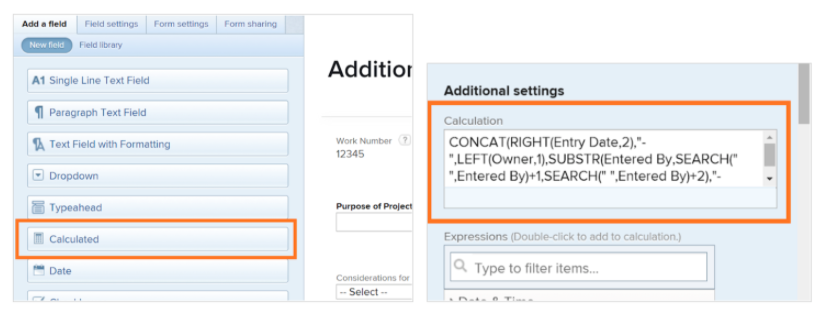 Add a field Field settings Form settings Form sharing
New field Field library
A1 Single Line Text Field
¶ Paragraph Text Field
Text Field with Formatting
Dropdown
Typeahead
Calculated
Date
Addition
Work Number ?
12345
Purpose of Project
Considerations for
-- Select --
Additional settings
Calculation
CONCAT(RIGHT(Entry Date,2),"-
",LEFT(Owner,1),SUBSTR(Entered By,SEARCH("
",Entered By)+1,SEARCH(" ",Entered By)+2),"-
Expressions (Double-click to add to calculation.)
Type to filter items...
Date & Time